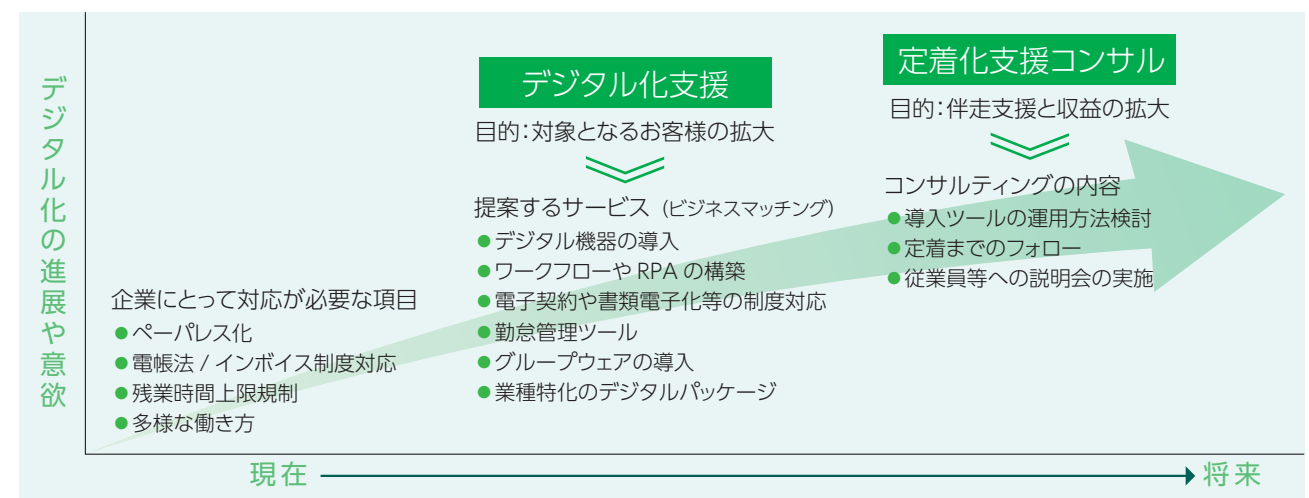 デジタル化の進展や意欲
企業にとって対応が必要な項目
●ペーパレス化
●電帳法 / インボイス制度対応
●残業時間上限規制
●多様な働き方
デジタル化支援
目的:対象となるお客様の拡大
提案するサービス (ビジネスマッチング)
●デジタル機器の導入
●ワークフローや RPA の構築
●電子契約や書類電子化等の制度対応
●勤怠管理ツール
●グループウェアの導入
●業種特化のデジタルパッケージ
定着化支援コンサル
目的:伴走支援と収益の拡大
コンサルティングの内容
●導入ツールの運用方法検討
●定着までのフォロー
●従業員等への説明会の実施
現在
将来